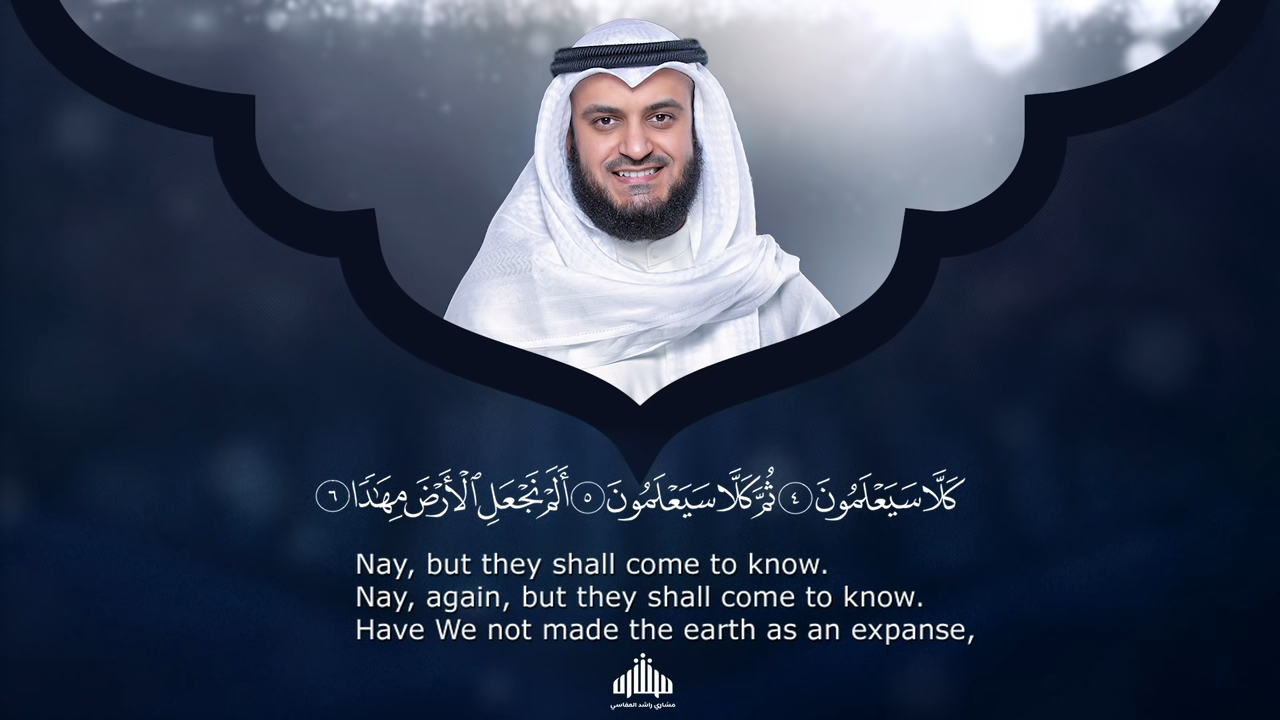 كَلَّا سَيَعْلَمُونَ ٤ ثُمَّ كَلَّا سَيَعْلَمُونَ ٥ أَلَمْ نَجْعَلِ ٱلْأَرْضَ مِهَٰدًا ٦
Nay, but they shall come to know.
Nay, again, but they shall come to know.
Have We not made the earth as an expanse,
مشاري راشد العفاسي